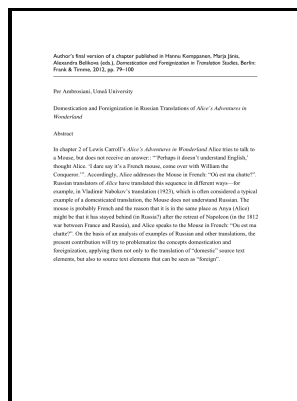 Author's final version of a chapter published in Hannu Kemppanen, Marja Jänis,
Alexandra Belikova (eds.), Domestication and Foreignization in Translation Studies, Berlin:
Frank & Timme, 2012, pp. 79–100
Per Ambrosiani, Umeå University
Domestication and Foreignization in Russian Translations of Alice's Adventures in
Wonderland
Abstract
In chapter 2 of Lewis Carroll's Alice's Adventures in Wonderland Alice tries to talk to
a Mouse, but does not receive an answer:: "'Perhaps it doesn't understand English,'
thought Alice. 'I dare say it's a French mouse, come over with William the
Conqueror.'". Accordingly, Alice addresses the Mouse in French: "Ou est ma chatte?".
Russian translators of Alice have translated this sequence in different ways—for
example, in Vladimir Nabokov's translation (1923), which is often considered a typical
example of a domesticated translation, the Mouse does not understand Russian. The
mouse is probably French and the reason that it is in the same place as Anya (Alice)
might be that it has stayed behind (in Russia?) after the retreat of Napoleon (in the 1812
war between France and Russia), and Alice speaks to the Mouse in French: "Ou est ma
chatte?". On the basis of an analysis of examples of Russian and other translations, the
present contribution will try to problematize the concepts domestication and
foreignization, applying them not only to the translation of "domestic" source text
elements, but also to source text elements that can be seen as "foreign".